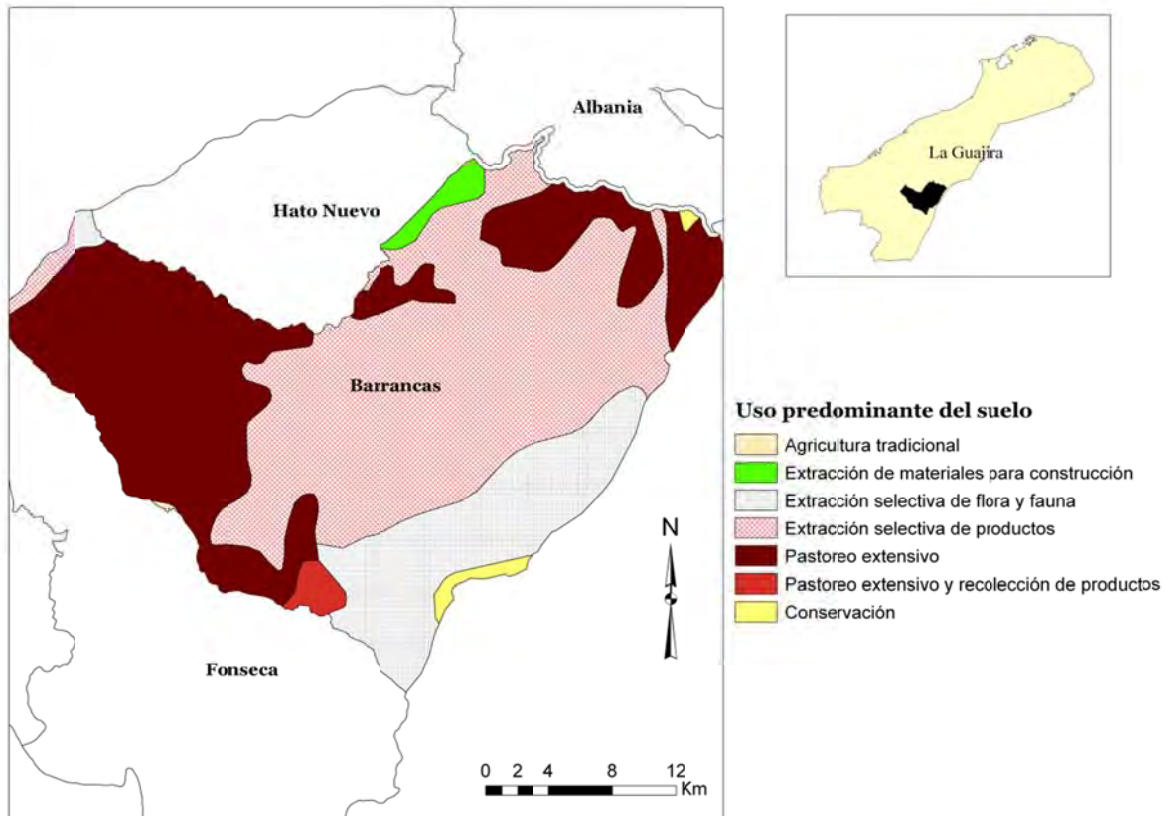 Albania
La Guajira
Hato Nuevo
Barrancas
Uso predominante del suelo
Agricultura tradicional
Extracción de materiales para construcción
Extracción selectiva de flora y fauna
Extracción selectiva de productos
Pastoreo extensivo
Pastoreo extensivo y recolección de productos
Conservación
N
Fonseca
0 2 4 8 12
Km